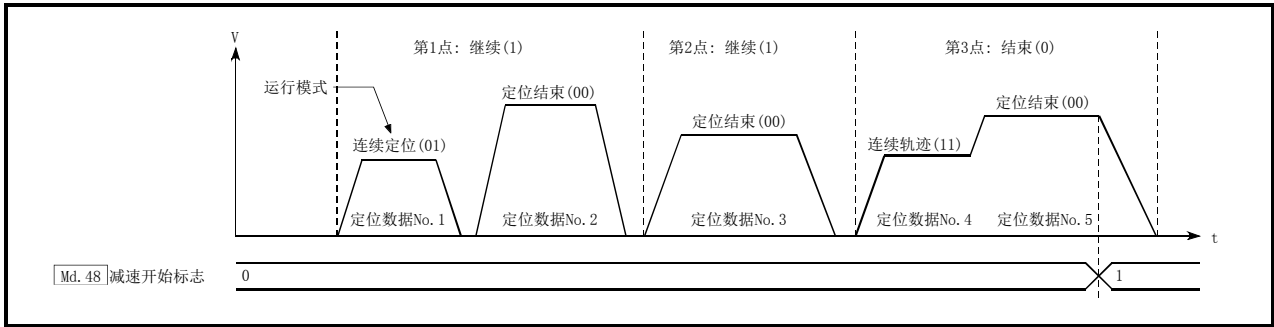 V
第1点: 继续(1)
第2点: 继续(1)
第3点: 结束(0)
运行模式
定位结束(00)
定位结束(00)
定位结束(00)
连续定位(01)
连续轨迹(11)
定位数据No.1
定位数据No.2
定位数据No.3
定位数据No.4
定位数据No.5
t
Md.48 减速开始标志
0
1